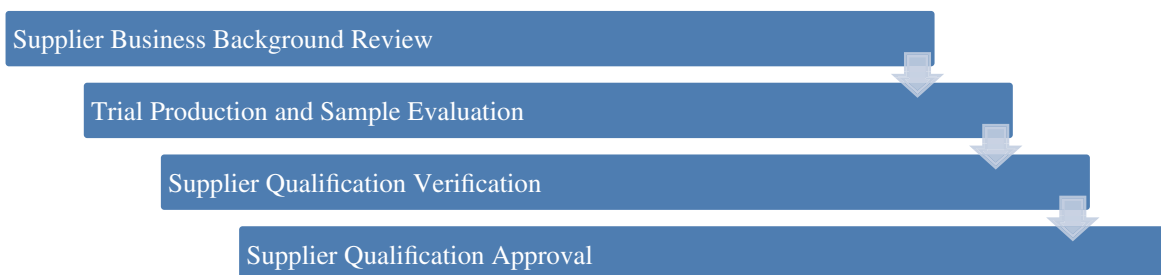 Supplier Business Background Review
Trial Production and Sample Evaluation
Supplier Qualification Verification
Supplier Qualification Approval